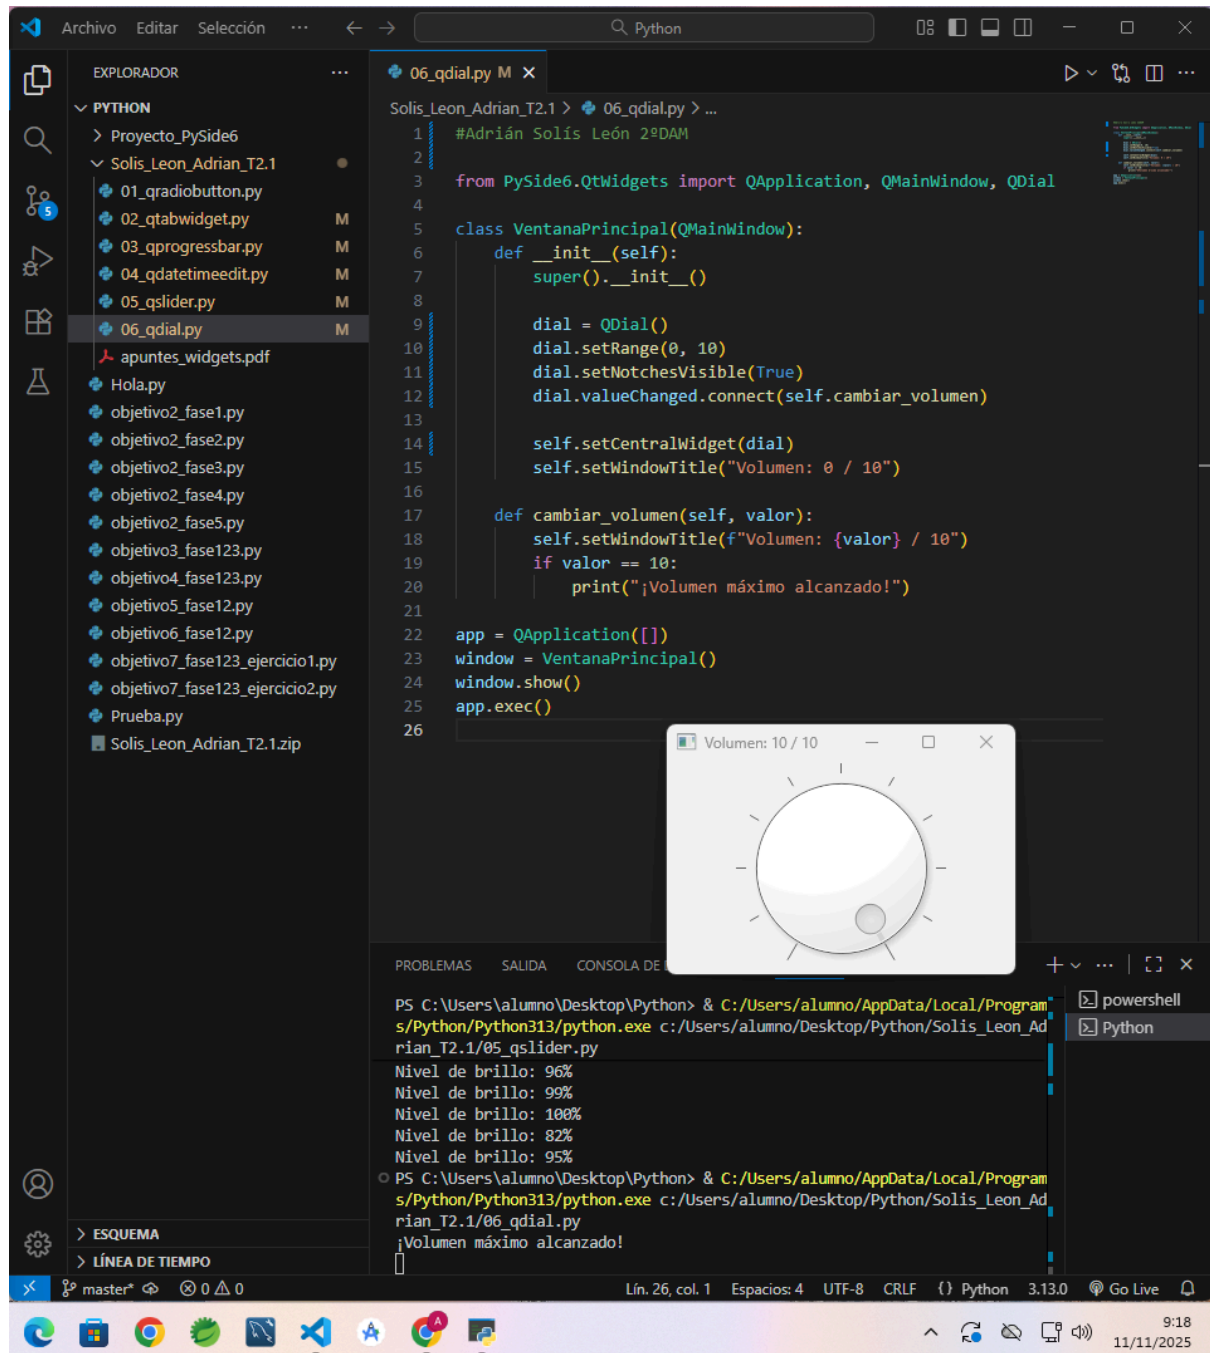 Archivo Editar Selección ··· Python
EXPLORADOR ···
PYTHON
Proyecto_PySide6
Solis_Leon_Adrian_T2.1
01_qradiobutton.py
02_qtabwidget.py M
03_qprogressbar.py M
04_qdatetimeedit.py M
05_qslider.py M
06_qdial.py M
apuntes_widgets.pdf
Hola.py
objetivo2_fase1.py
objetivo2_fase2.py
objetivo2_fase3.py
objetivo2_fase4.py
objetivo2_fase5.py
objetivo3_fase123.py
objetivo4_fase123.py
objetivo5_fase12.py
objetivo6_fase12.py
objetivo7_fase123_ejercicio1.py
objetivo7_fase123_ejercicio2.py
Prueba.py
Solis_Leon_Adrian_T2.1.zip
ESQUEMA
LÍNEA DE TIEMPO
5
06_qdial.py M
Solis_Leon_Adrian_T2.1 > 06_qdial.py > ...
1 #Adrián Solís León 2ºDAM
2
3 from PySide6.QtWidgets import QApplication, QMainWindow, QDial
4
5 class VentanaPrincipal(QMainWindow):
6 def __init__(self):
7 super().__init__()
8
9 dial = QDial()
10 dial.setRange(0, 10)
11 dial.setNotchesVisible(True)
12 dial.valueChanged.connect(self.cambiar_volumen)
13
14 self.setCentralWidget(dial)
15 self.setWindowTitle("Volumen: 0 / 10")
16
17 def cambiar_volumen(self, valor):
18 self.setWindowTitle(f"Volumen: {valor} / 10")
19 if valor == 10:
20 print("¡Volumen máximo alcanzado!")
21
22 app = QApplication([])
23 window = VentanaPrincipal()
24 window.show()
25 app.exec()
26
Volumen: 10 / 10
PROBLEMAS SALIDA CONSOLA DE
powershell
Python
PS C:\Users\alumno\Desktop\Python> & C:/Users/alumno/AppData/Local/Program
s/Python/Python313/python.exe c:/Users/alumno/Desktop/Python/Solis_Leon_Ad
rian_T2.1/05_qslider.py
Nivel de brillo: 96%
Nivel de brillo: 99%
Nivel de brillo: 100%
Nivel de brillo: 82%
Nivel de brillo: 95%
PS C:\Users\alumno\Desktop\Python> & C:/Users/alumno/AppData/Local/Program
s/Python/Python313/python.exe c:/Users/alumno/Desktop/Python/Solis_Leon_Ad
rian_T2.1/06_qdial.py
¡Volumen máximo alcanzado!
master* 0 0 Lín. 26, col. 1 Espacios: 4 UTF-8 CRLF {} Python 3.13.0 Go Live
A
9:18
11/11/2025